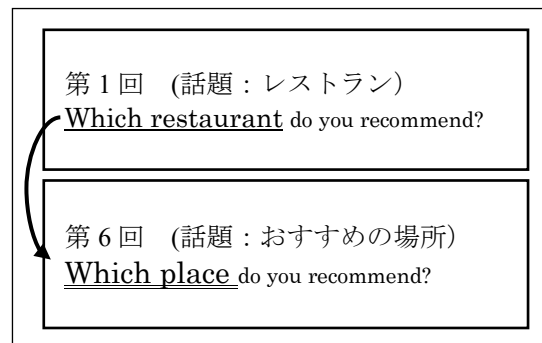 第1回 (話題：レストラン)
Which restaurant do you recommend?
第6回 (話題：おすすめの場所)
Which place do you recommend?